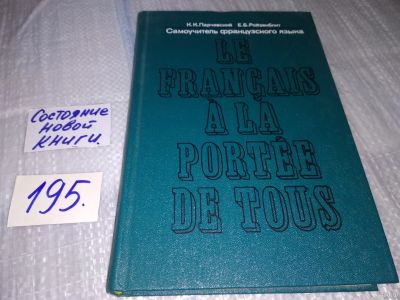 К.К.Парчевский Е.Б.Ройзенблит
Самоучитель французского языка
LE
FRANÇAIS
À LA
PORTÉE
DE TOUS
Состояние
новой
книги.
195.